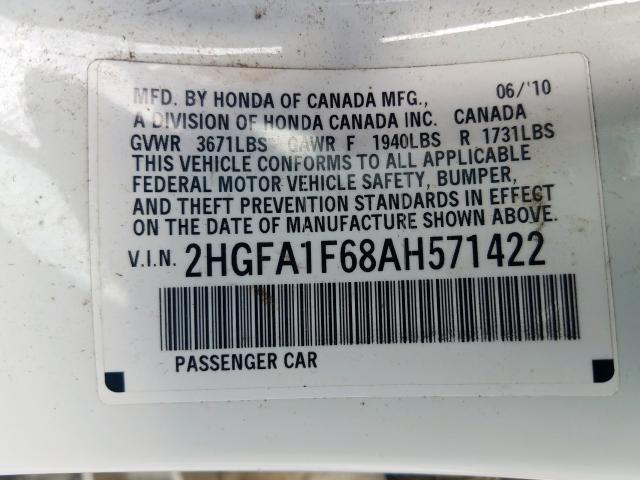 MFD. BY HONDA OF CANADA MFG., 06/'10
A DIVISION OF HONDA CANADA INC. CANADA
GVWR 3671LBS GAWR F 1940LBS R 1731LBS
THIS VEHICLE CONFORMS TO ALL APPLICABLE
FEDERAL MOTOR VEHICLE SAFETY, BUMPER,
AND THEFT PREVENTION STANDARDS IN EFFECT
ON THE DATE OF MANUFACTURE SHOWN ABOVE.
V.I.N. 2HGFA1F68AH571422
PASSENGER CAR